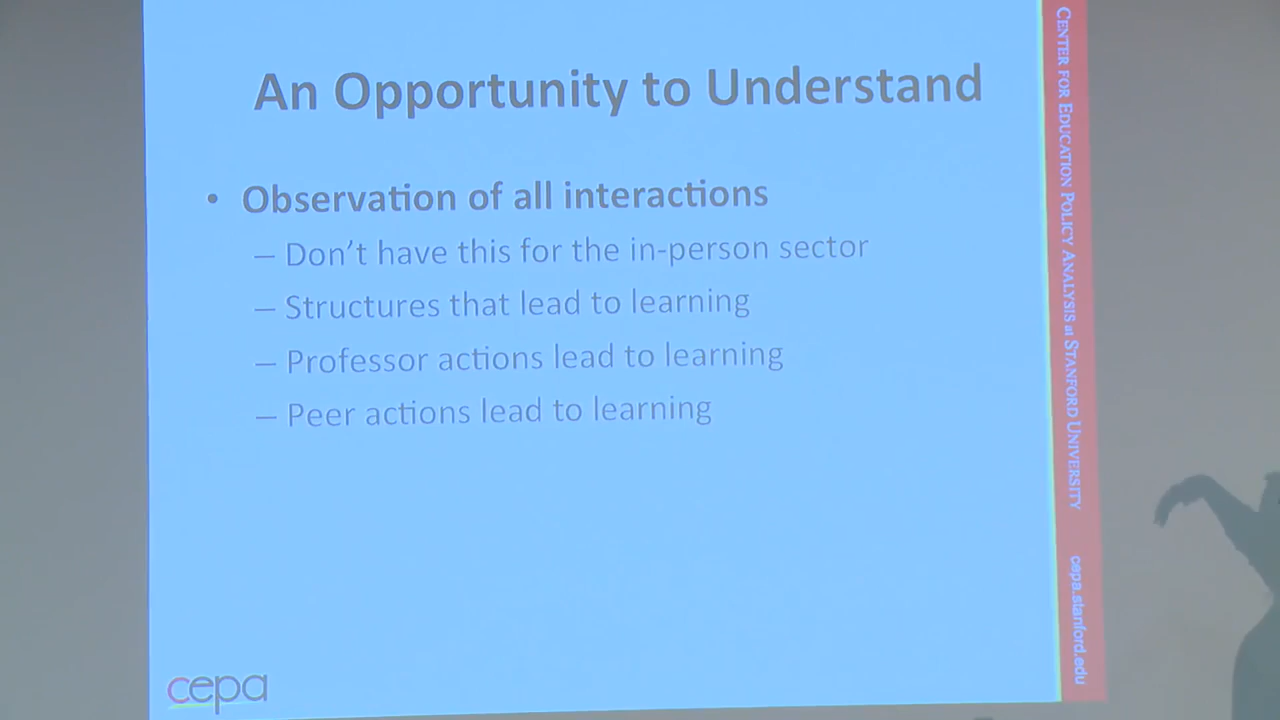 An Opportunity to Understand
• Observation of all interactions
– Don't have this for the in-person sector
– Structures that lead to learning
– Professor actions lead to learning
– Peer actions lead to learning
CENTER FOR EDUCATION POLICY ANALYSIS at STANFORD UNIVERSITY
cepa.stanford.edu
cepa